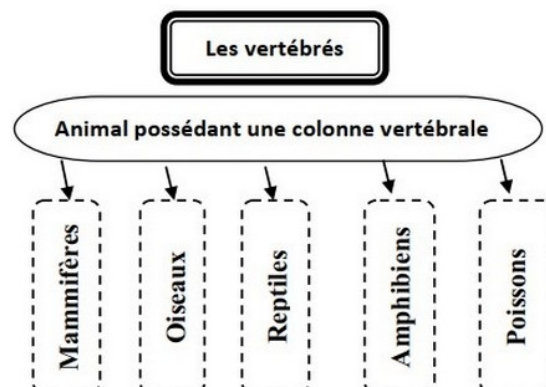 Les vertébrés
Animal possédant une colonne vertébrale
Mammifères
Oiseaux
Reptiles
Amphibiens
Poissons